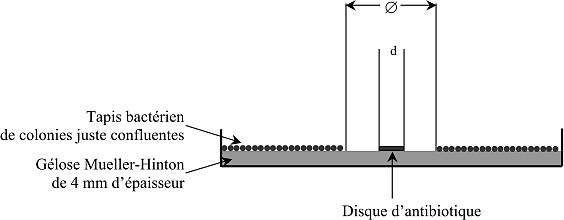 Ø
d
Tapis bactérien
de colonies juste confluentes
Gélose Mueller-Hinton
de 4 mm d'épaisseur
Disque d'antibiotique